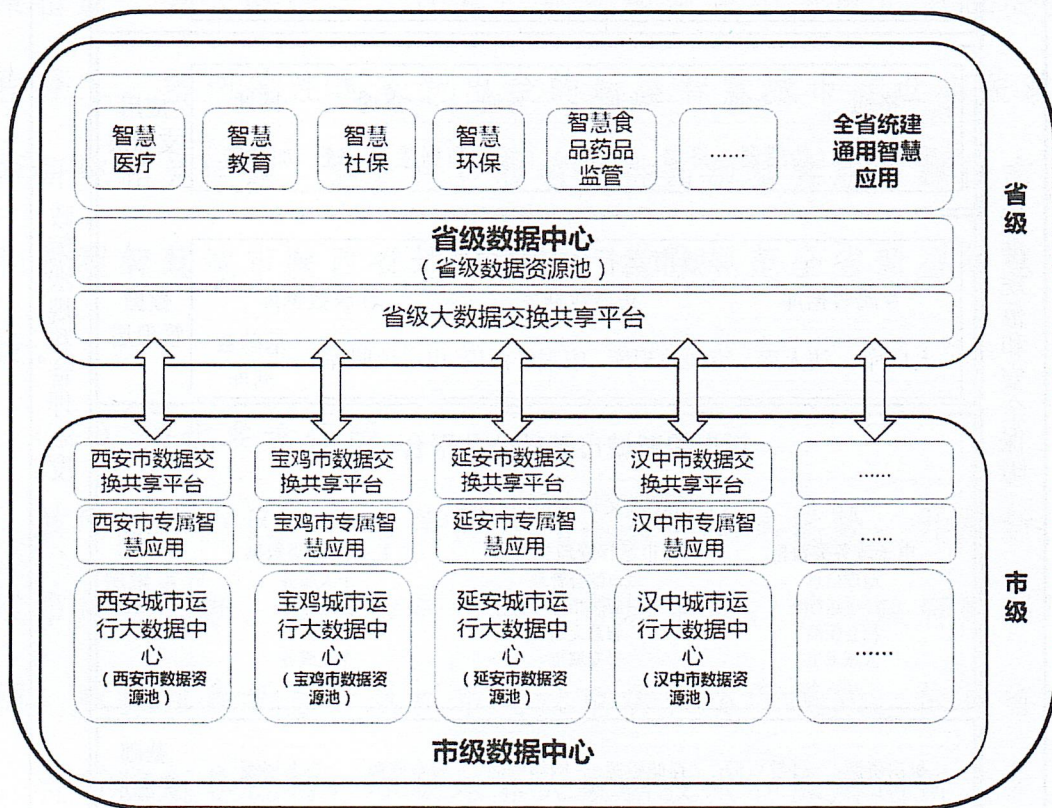 智慧
医疗
智慧
教育
智慧
社保
智慧
环保
智慧食
品药品
监管
......
全省统建
通用智慧
应用
省级
省级数据中心
（省级数据资源池）
省级大数据交换共享平台
西安市数据交
换共享平台
宝鸡市数据交
换共享平台
延安市数据交
换共享平台
汉中市数据交
换共享平台
......
西安市专属智
慧应用
宝鸡市专属智
慧应用
延安市专属智
慧应用
汉中市专属智
慧应用
......
市级
西安城市运
行大数据中
心
（西安市数据资
源池）
宝鸡城市运
行大数据中
心
（宝鸡市数据资
源池）
延安城市运
行大数据中
心
（延安市数据资
源池）
汉中城市运
行大数据中
心
（汉中市数据资
源池）
......
市级数据中心